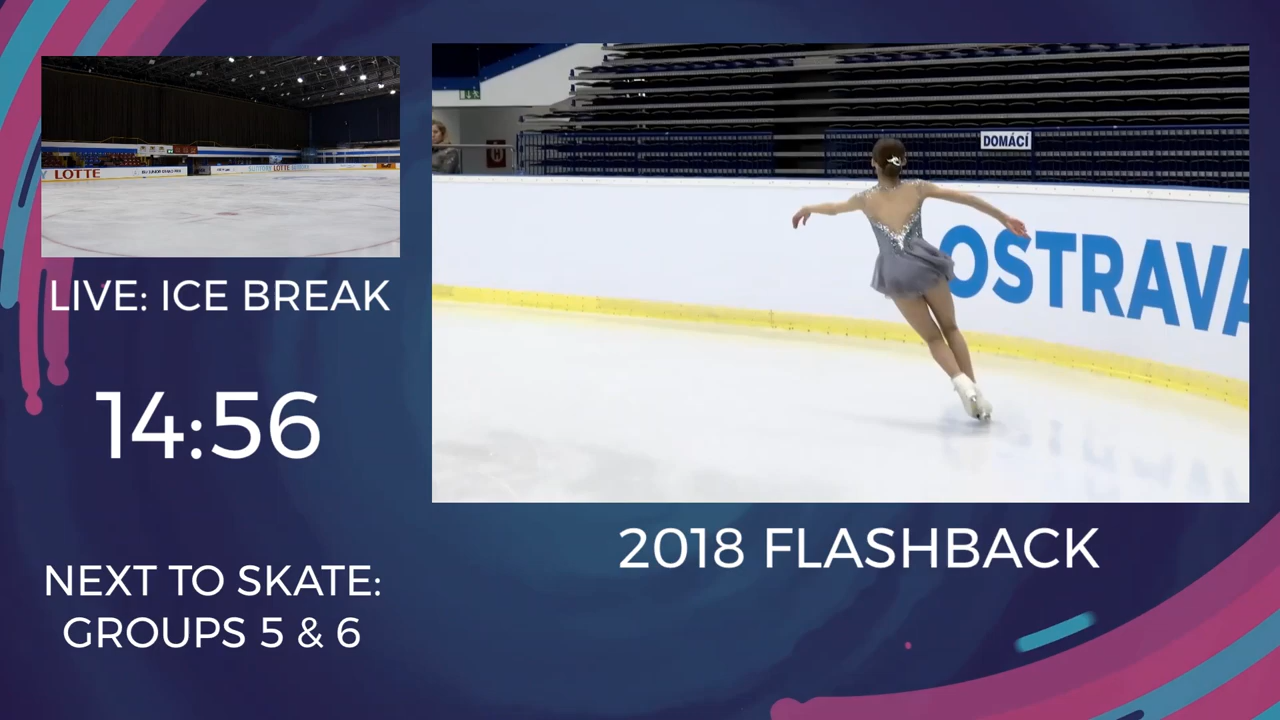 LOTTE
LIVE: ICE BREAK
14:56
NEXT TO SKATE:
GROUPS 5 & 6
DOMÁCÍ
OSTRAVA
2018 FLASHBACK